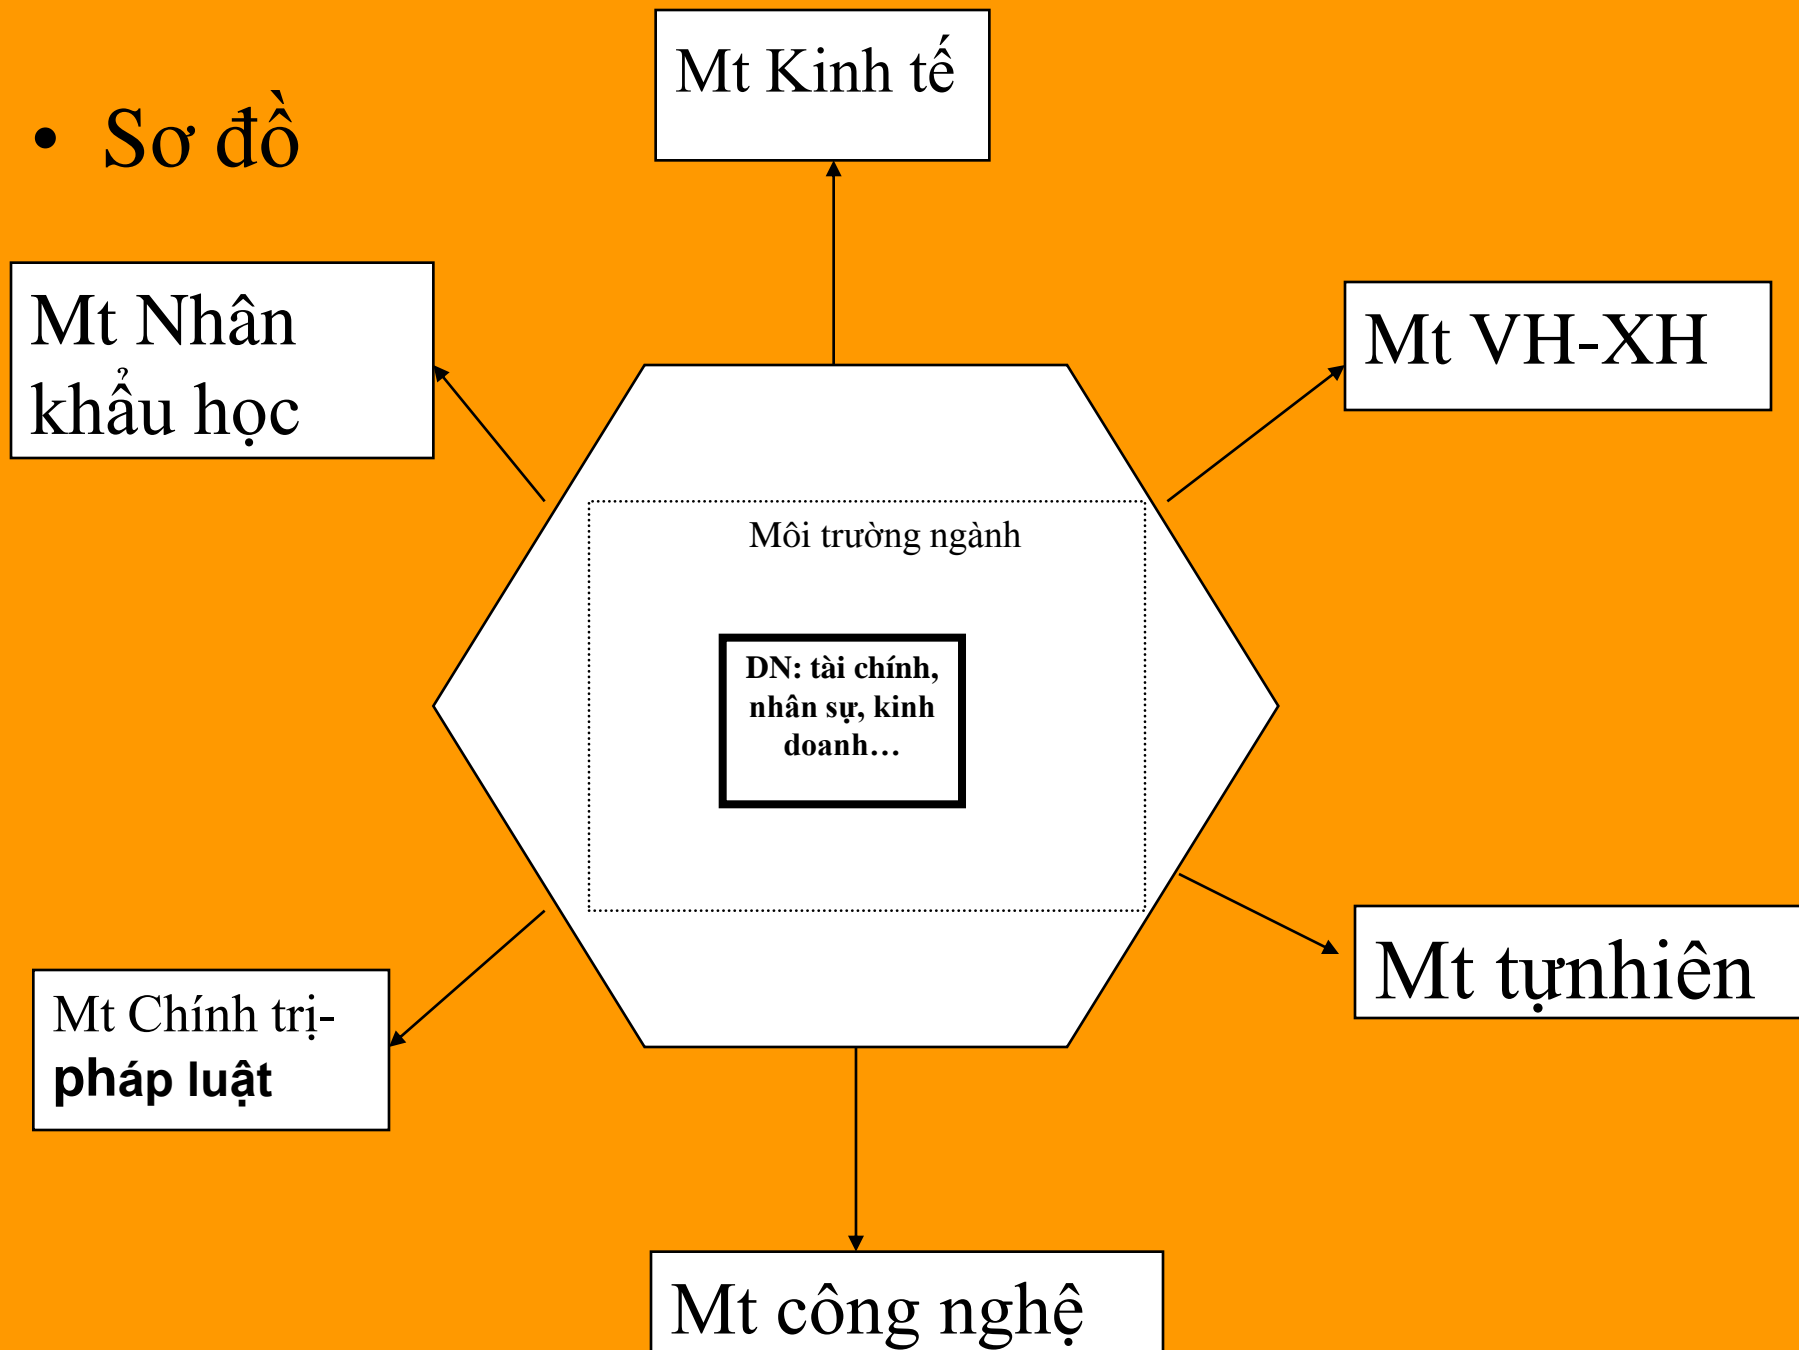 • Sơ đồ
Mt Kinh tế
Mt Nhân
khẩu học
Mt VH-XH
Môi trường ngành
DN: tài chính,
nhân sự, kinh
doanh…
Mt tựnhiên
Mt Chính trị-
pháp luật
Mt công nghệ